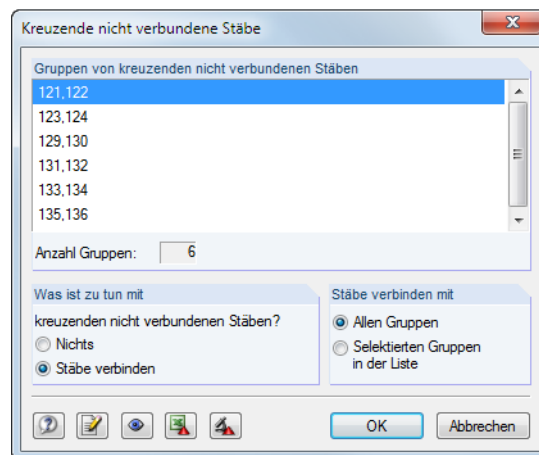 Kreuzende nicht verbundene Stäbe
Gruppen von kreuzenden nicht verbundenen Stäben
121,122
123,124
129,130
131,132
133,134
135,136
Anzahl Gruppen: 6
Was ist zu tun mit
kreuzenden nicht verbundenen Stäben?
Nichts
Stäbe verbinden
Stäbe verbinden mit
Allen Gruppen
Selektierten Gruppen
in der Liste
OK
Abbrechen